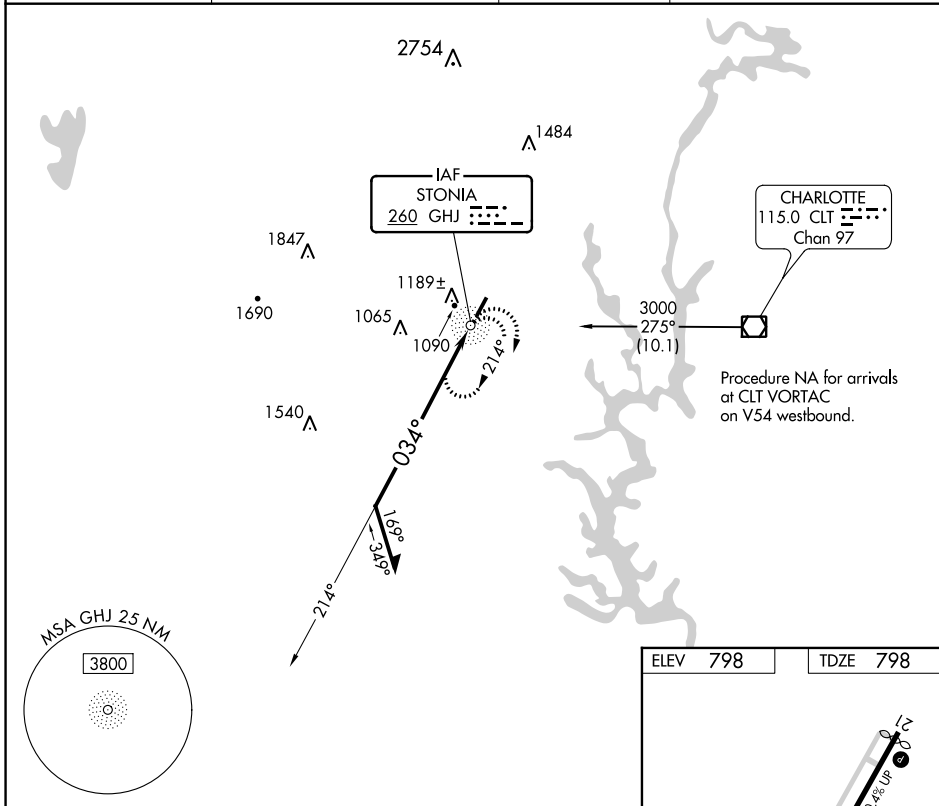 2754
1484
IAF
STONIA
260 GHJ
CHARLOTTE
115.0 CLT
Chan 97
1847
1189±
1690
1065
1090
214°
3000
275°
(10.1)
Procedure NA for arrivals
at CLT VORTAC
on V54 westbound.
1540
034°
169°
349°
214°
MSA GHJ 25 NM
3800
ELEV 798
TDZE 798
21
P
.4% UP